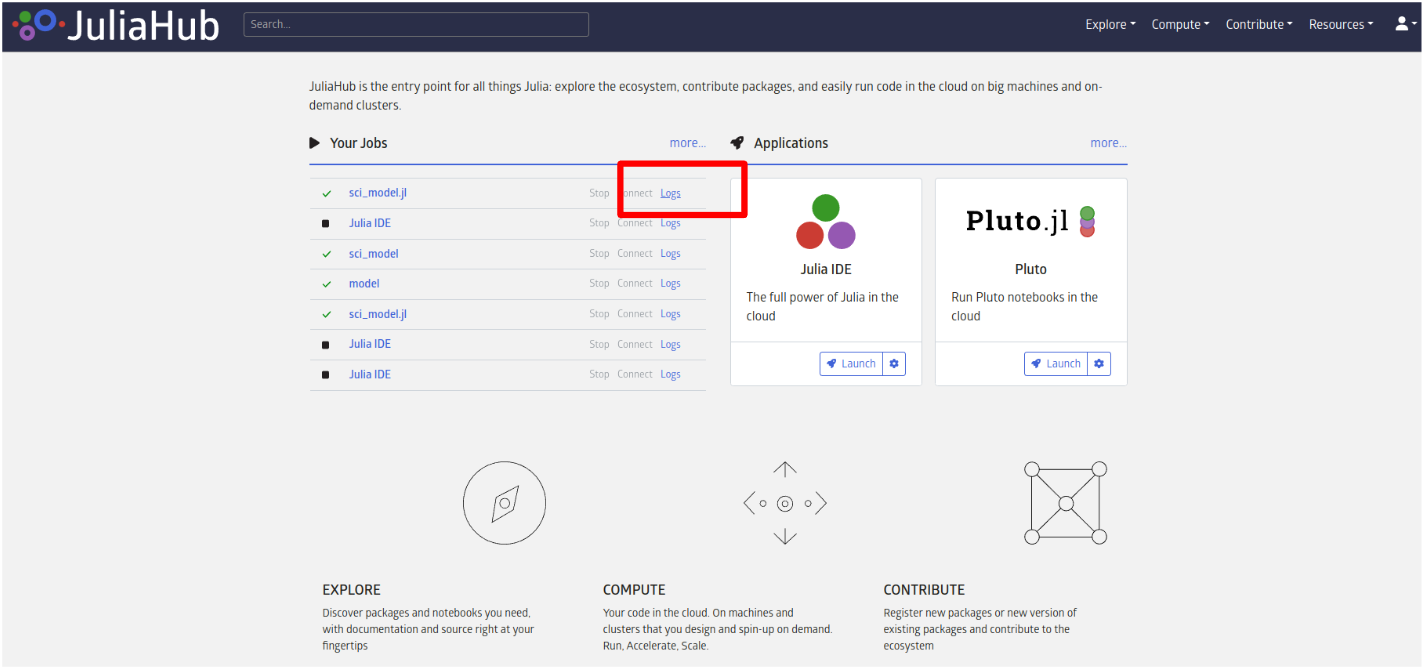 JuliaHub
Search...
Explore
Compute
Contribute
Resources
JuliaHub is the entry point for all things Julia: explore the ecosystem, contribute packages, and easily run code in the cloud on big machines and on-
demand clusters.
Your Jobs
more...
sci_model.jl Stop Connect Logs
Julia IDE Stop Connect Logs
sci_model Stop Connect Logs
model Stop Connect Logs
sci_model.jl Stop Connect Logs
Julia IDE Stop Connect Logs
Julia IDE Stop Connect Logs
Applications
more...
Julia IDE
The full power of Julia in the
cloud
Launch
Pluto.jl
Pluto
Run Pluto notebooks in the
cloud
Launch
EXPLORE
Discover packages and notebooks you need,
with documentation and source right at your
fingertips
COMPUTE
Your code in the cloud. On machines and
clusters that you design and spin-up on demand.
Run, Accelerate, Scale.
CONTRIBUTE
Register new packages or new version of
existing packages and contribute to the
ecosystem